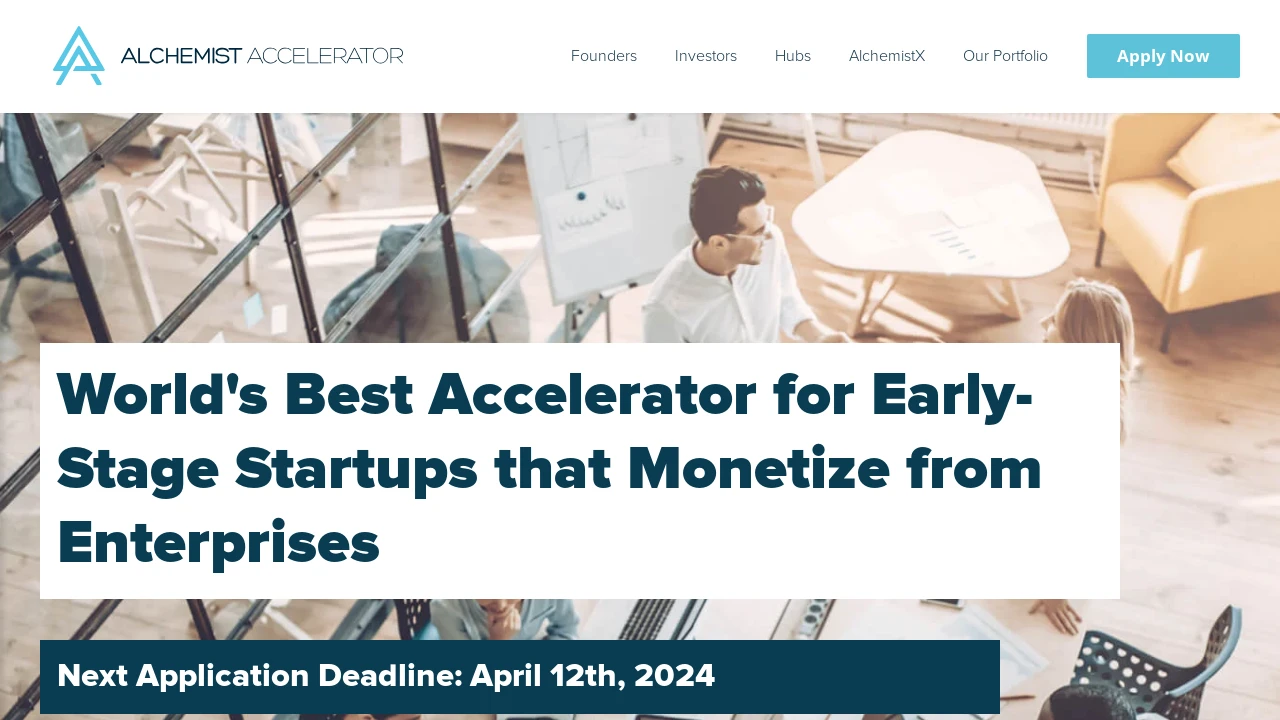 ALCHEMIST ACCELERATOR
Founders
Investors
Hubs
AlchemistX
Our Portfolio
Apply Now
World's Best Accelerator for Early-
Stage Startups that Monetize from
Enterprises
Next Application Deadline: April 12th, 2024